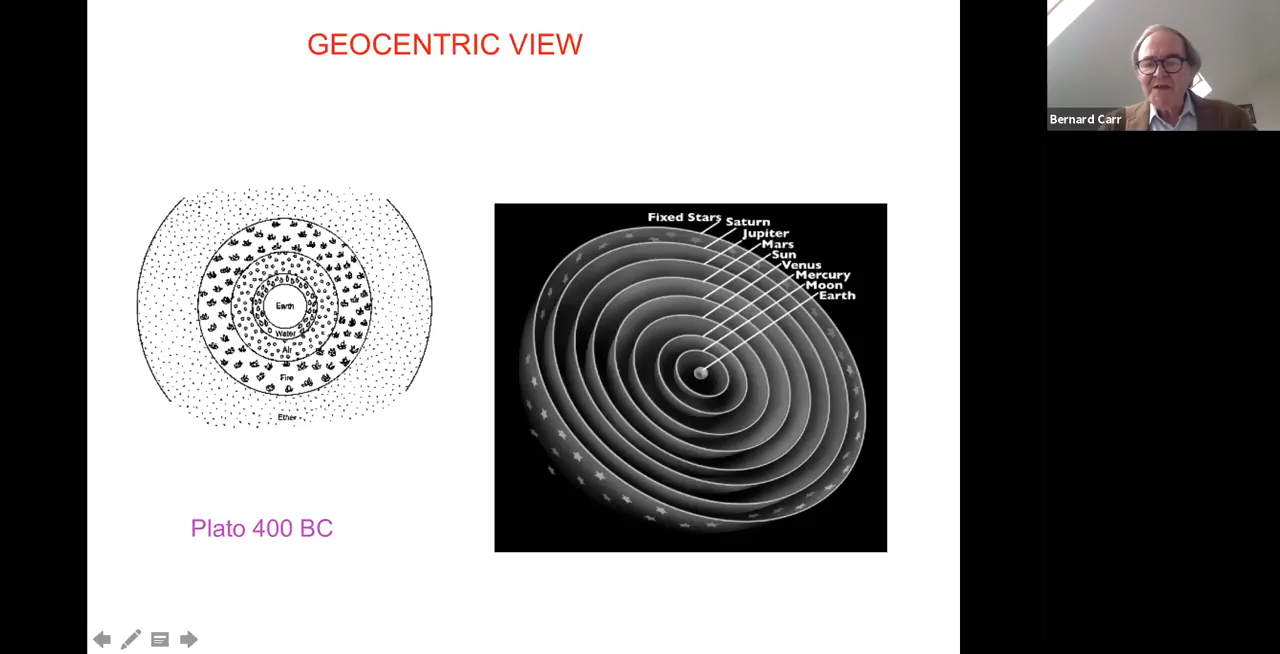 GEOCENTRIC VIEW
Bernard Carr
Earth
Water
Air
Fire
Ether
Fixed Stars
Saturn
Jupiter
Mars
Sun
Venus
Mercury
Moon
Earth
Plato 400 BC